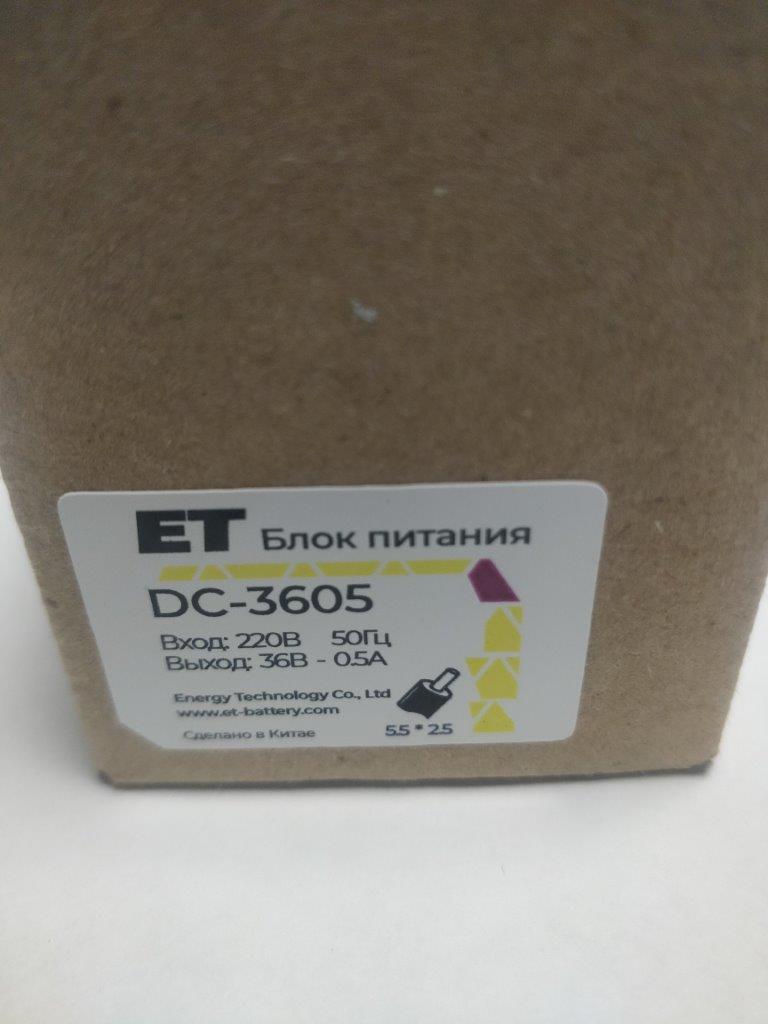 ET Блок питания
DC-3605
Вход: 220В 50Гц
Выход: 36В - 0.5А
Energy Technology Co., Ltd
www.et-battery.com
Сделано в Китае
5.5 * 2.5